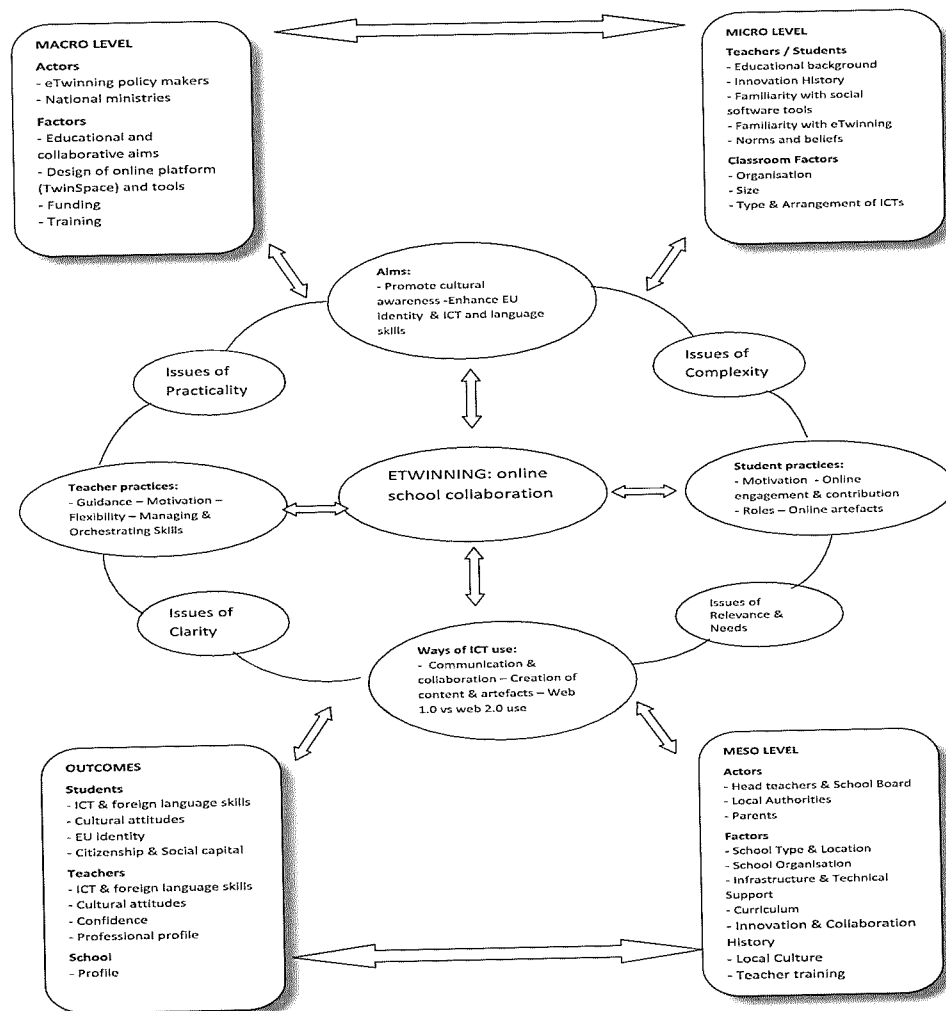 MACRO LEVEL
Actors
- eTwinning policy makers
- National ministries
Factors
- Educational and
collaborative aims
- Design of online platform
(TwinSpace) and tools
- Funding
- Training
MICRO LEVEL
Teachers / Students
- Educational background
- Innovation History
- Familiarity with social
software tools
- Familiarity with eTwinning
- Norms and beliefs
Classroom Factors
- Organisation
- Size
- Type & Arrangement of ICTs
Aims:
- Promote cultural
awareness -Enhance EU
identity & ICT and language
skills
Issues of
Practicality
Issues of
Complexity
Teacher practices:
- Guidance – Motivation –
Flexibility – Managing &
Orchestrating Skills
ETWINNING: online
school collaboration
Student practices:
- Motivation - Online
engagement & contribution
- Roles – Online artefacts
Issues of
Clarity
Issues of
Relevance &
Needs
Ways of ICT use:
- Communication &
collaboration – Creation of
content & artefacts – Web
1.0 vs web 2.0 use
OUTCOMES
Students
- ICT & foreign language skills
- Cultural attitudes
- EU identity
- Citizenship & Social capital
Teachers
- ICT & foreign language skills
- Cultural attitudes
- Confidence
- Professional profile
School
- Profile
MESO LEVEL
Actors
- Head teachers & School Board
- Local Authorities
- Parents
Factors
- School Type & Location
- School Organisation
- Infrastructure & Technical
Support
- Curriculum
- Innovation & Collaboration
History
- Local Culture
- Teacher training